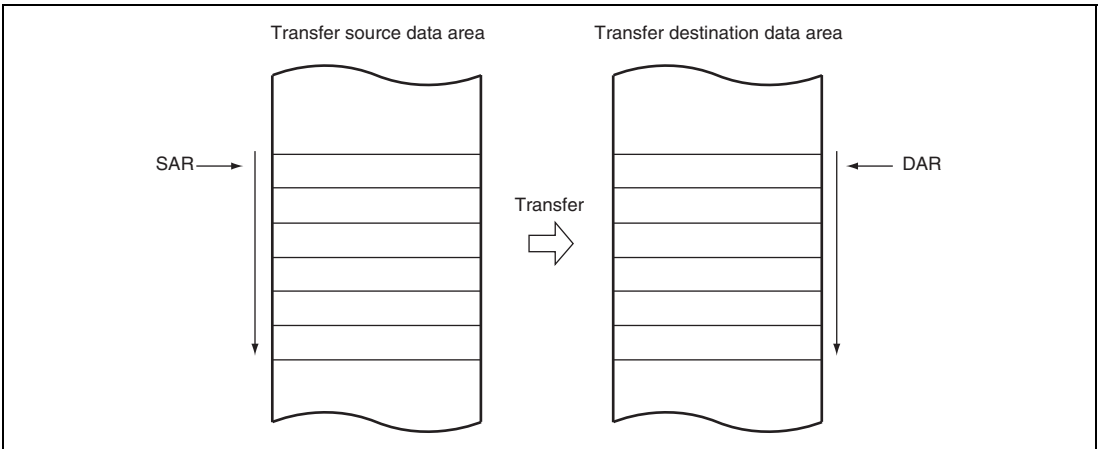 Transfer source data area
Transfer destination data area
SAR
DAR
Transfer